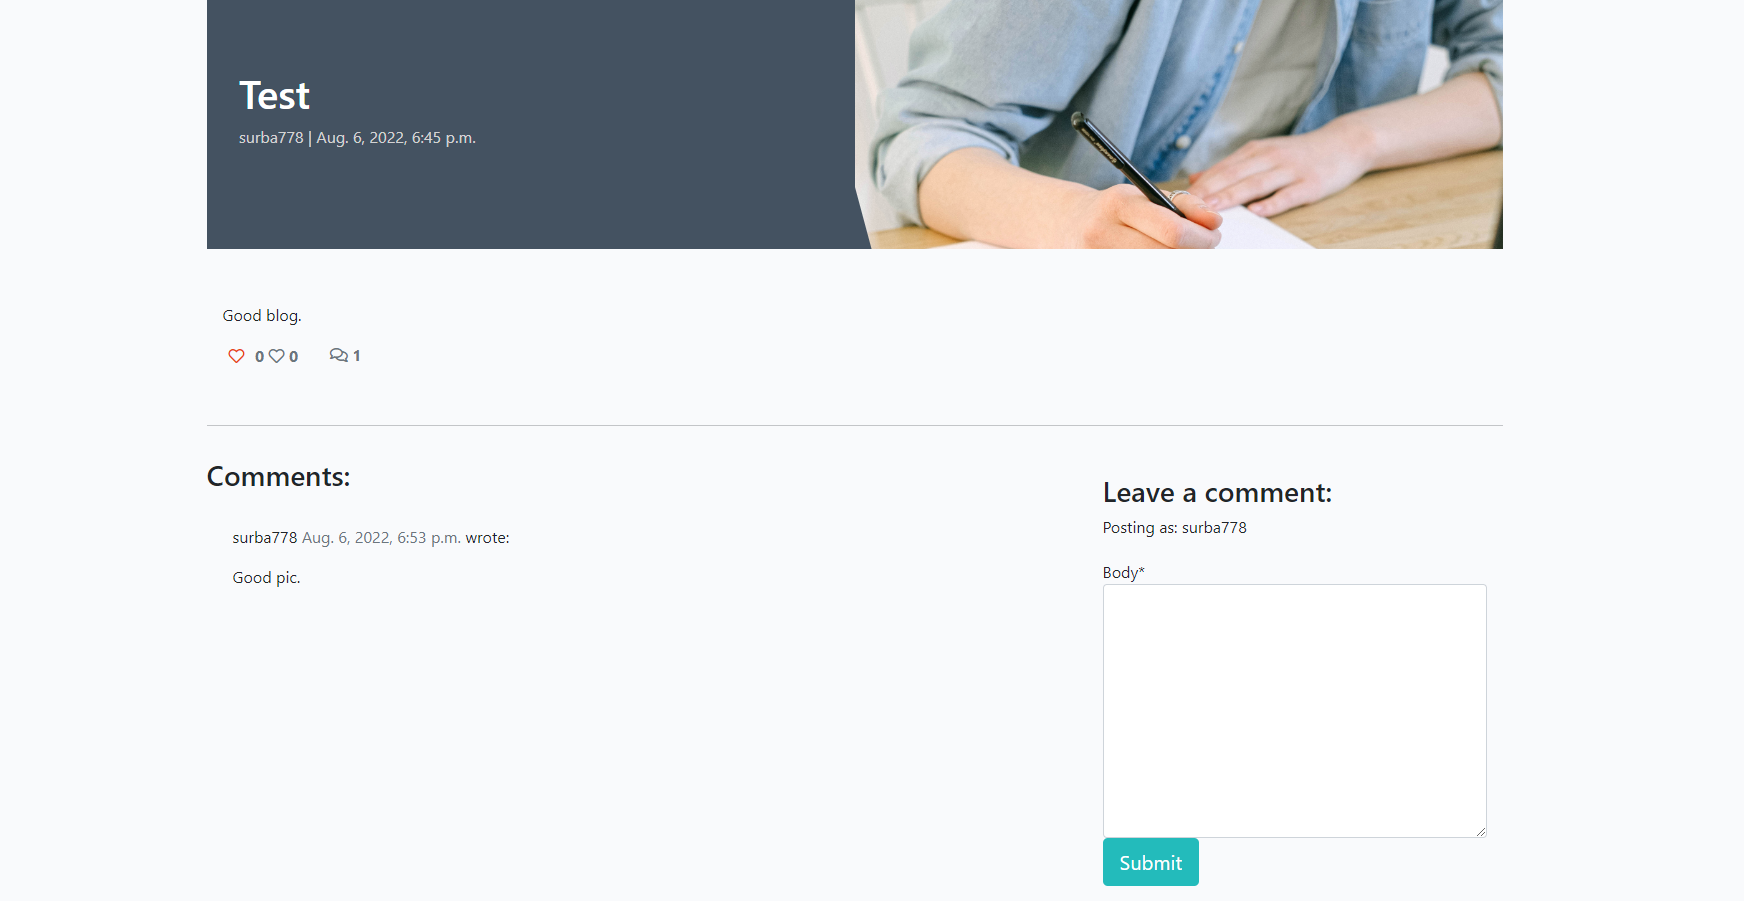 Test
surba778 | Aug. 6, 2022, 6:45 p.m.
Good blog.
0 0 1
Comments:
surba778 Aug. 6, 2022, 6:53 p.m. wrote:
Good pic.
Leave a comment:
Posting as: surba778
Body*
Submit